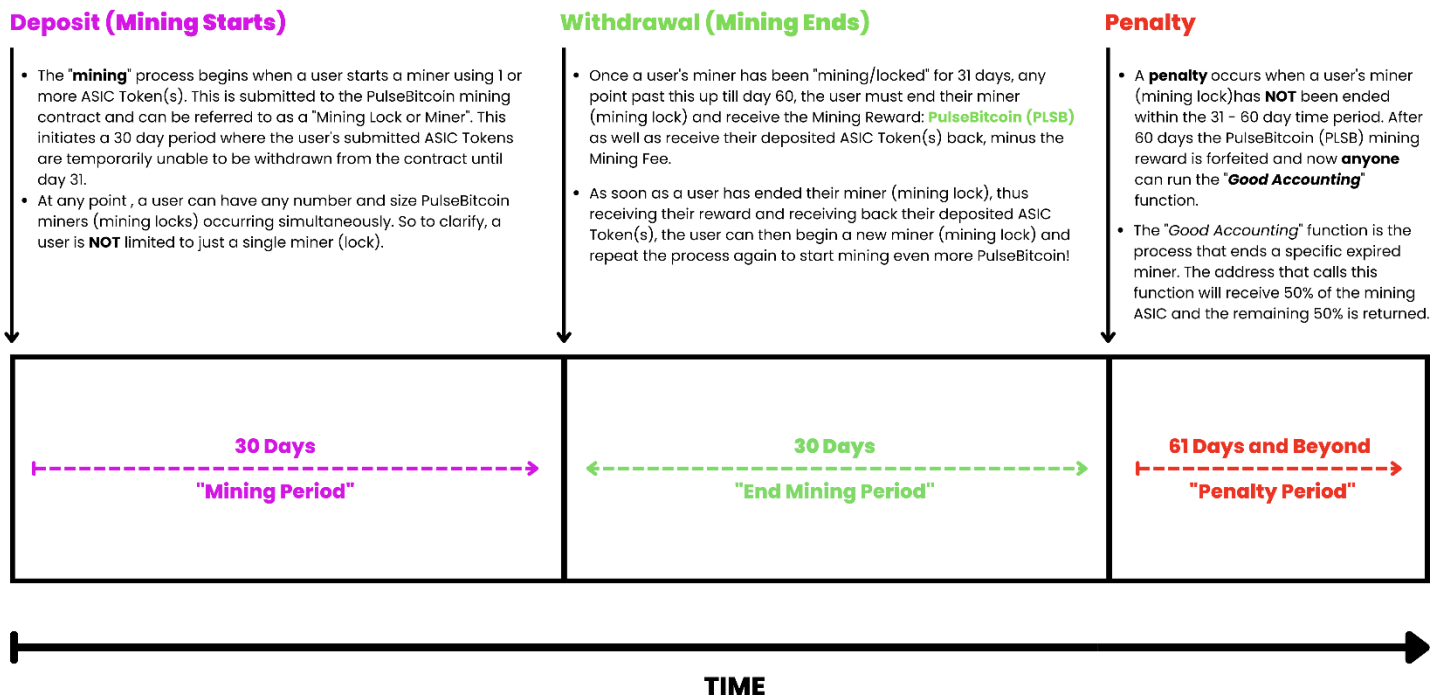 Deposit (Mining Starts)
• The "mining" process begins when a user starts a miner using 1 or
more ASIC Token(s). This is submitted to the PulseBitcoin mining
contract and can be referred to as a "Mining Lock or Miner". This
initiates a 30 day period where the user's submitted ASIC Tokens
are temporarily unable to be withdrawn from the contract until
day 31.
• At any point , a user can have any number and size PulseBitcoin
miners (mining locks) occurring simultaneously. So to clarify, a
user is NOT limited to just a single miner (lock).
Withdrawal (Mining Ends)
• Once a user's miner has been "mining/locked" for 31 days, any
point past this up till day 60, the user must end their miner
(mining lock) and receive the Mining Reward: PulseBitcoin (PLSB)
as well as receive their deposited ASIC Token(s) back, minus the
Mining Fee.
• As soon as a user has ended their miner (mining lock), thus
receiving their reward and receiving back their deposited ASIC
Token(s), the user can then begin a new miner (mining lock) and
repeat the process again to start mining even more PulseBitcoin!
Penalty
• A penalty occurs when a user's miner
(mining lock)has NOT been ended
within the 31 - 60 day time period. After
60 days the PulseBitcoin (PLSB) mining
reward is forfeited and now anyone
can run the "Good Accounting"
function.
• The "Good Accounting" function is the
process that ends a specific expired
miner. The address that calls this
function will receive 50% of the mining
ASIC and the remaining 50% is returned.
30 Days
"Mining Period"
30 Days
"End Mining Period"
61 Days and Beyond
"Penalty Period"
TIME